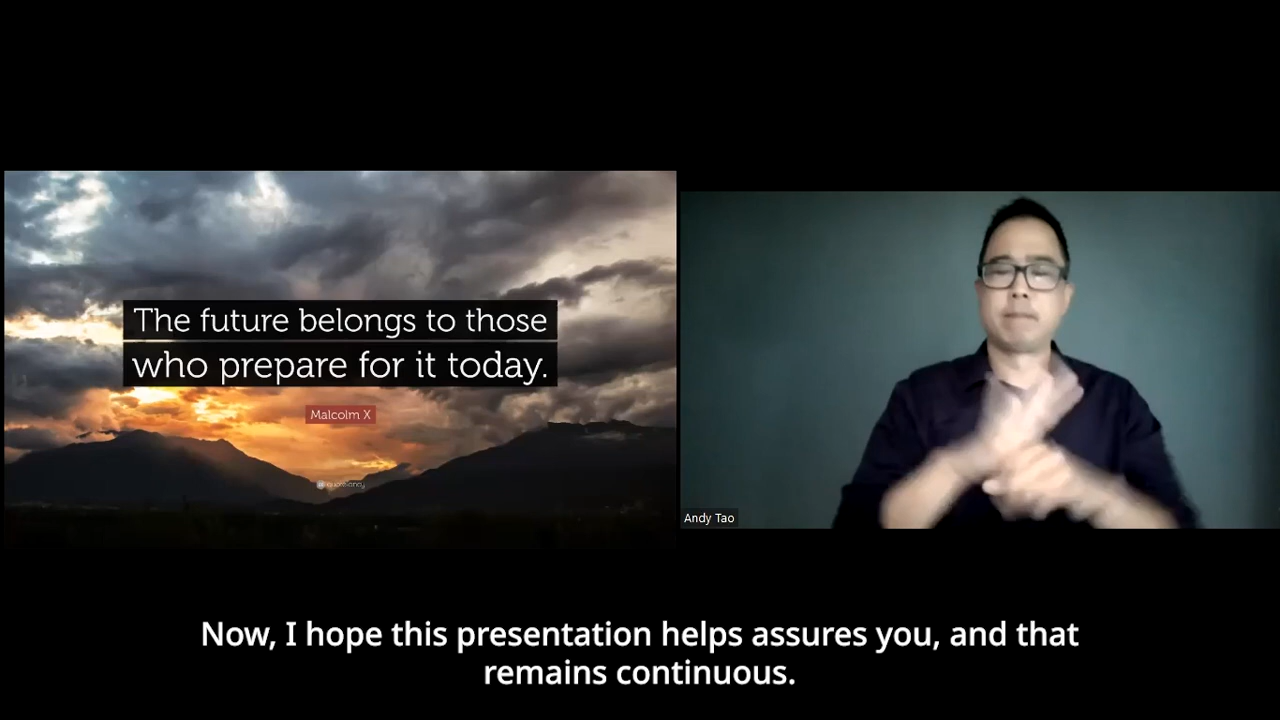 The future belongs to those
who prepare for it today.
Malcolm X
quotefancy
Andy Tao
Now, I hope this presentation helps assures you, and that
remains continuous.